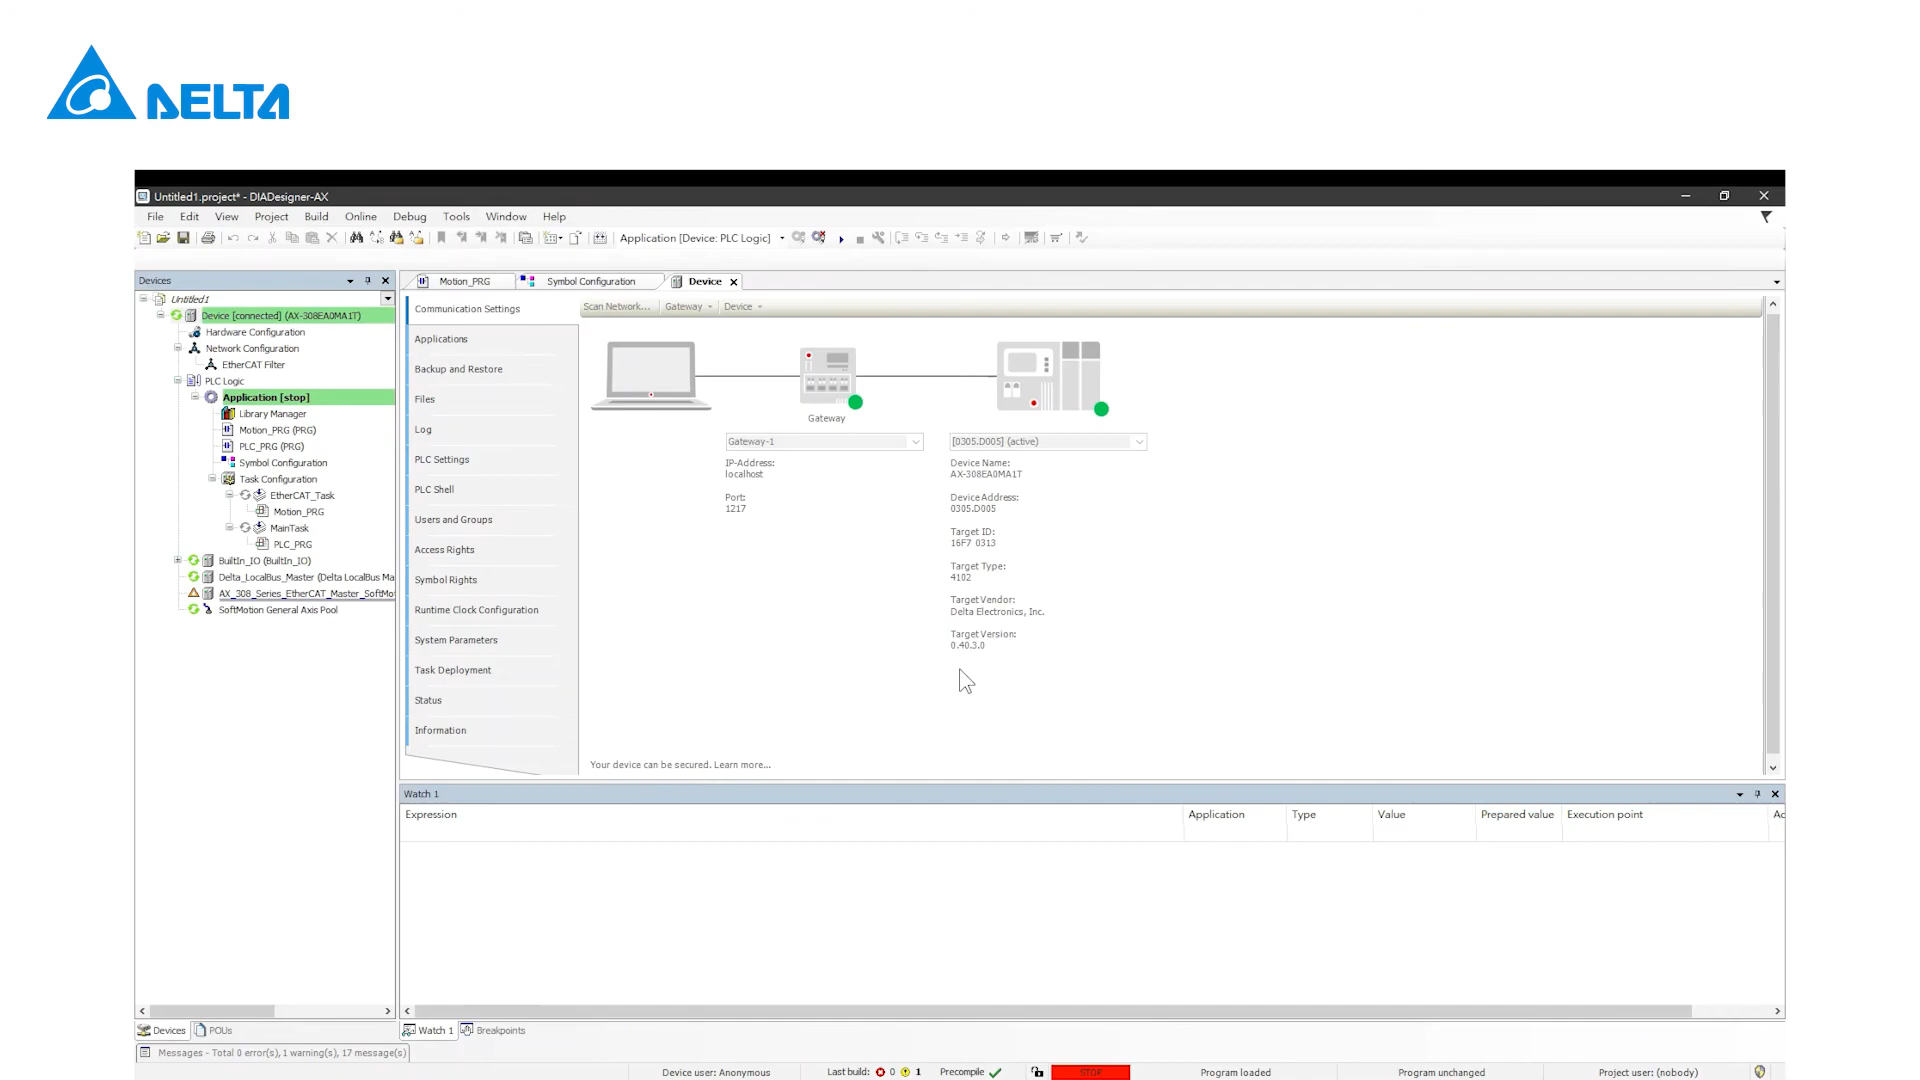 DELTA
Untitled1.project* - DIADesigner-AX
File Edit View Project Build Online Debug Tools Window Help
Application [Device: PLC Logic]
Devices
Motion_PRG
Symbol Configuration
Device
Untitled1
Device [connected] (AX-308EA0MA1T)
Hardware Configuration
Network Configuration
EtherCAT Filter
PLC Logic
Application [stop]
Library Manager
Motion_PRG (PRG)
PLC_PRG (PRG)
Symbol Configuration
Task Configuration
EtherCAT_Task
Motion_PRG
MainTask
PLC_PRG
BuiltIn_IO (BuiltIn_IO)
Delta_LocalBus_Master (Delta LocalBus Ma
AX_308_Series_EtherCAT_Master_SoftMot
SoftMotion General Axis Pool
Communication Settings
Applications
Backup and Restore
Files
Log
PLC Settings
PLC Shell
Users and Groups
Access Rights
Symbol Rights
Runtime Clock Configuration
System Parameters
Task Deployment
Status
Information
Scan Network... Gateway Device
Gateway
Gateway-1
IP-Address:
localhost
Port:
1217
[0305.D005] (active)
Device Name:
AX-308EA0MA1T
Device Address:
0305.D005
Target ID:
16F7 0313
Target Type:
4102
Target Vendor:
Delta Electronics, Inc.
Target Version:
0.40.3.0
Your device can be secured. Learn more...
Watch 1
Expression Application Type Value Prepared value Execution point Ac
Devices POUs
Watch 1 Breakpoints
Messages - Total 0 error(s), 1 warning(s), 17 message(s)
Device user: Anonymous Last build: 0 1 Precompile STOP Program loaded Program unchanged Project user: (nobody)